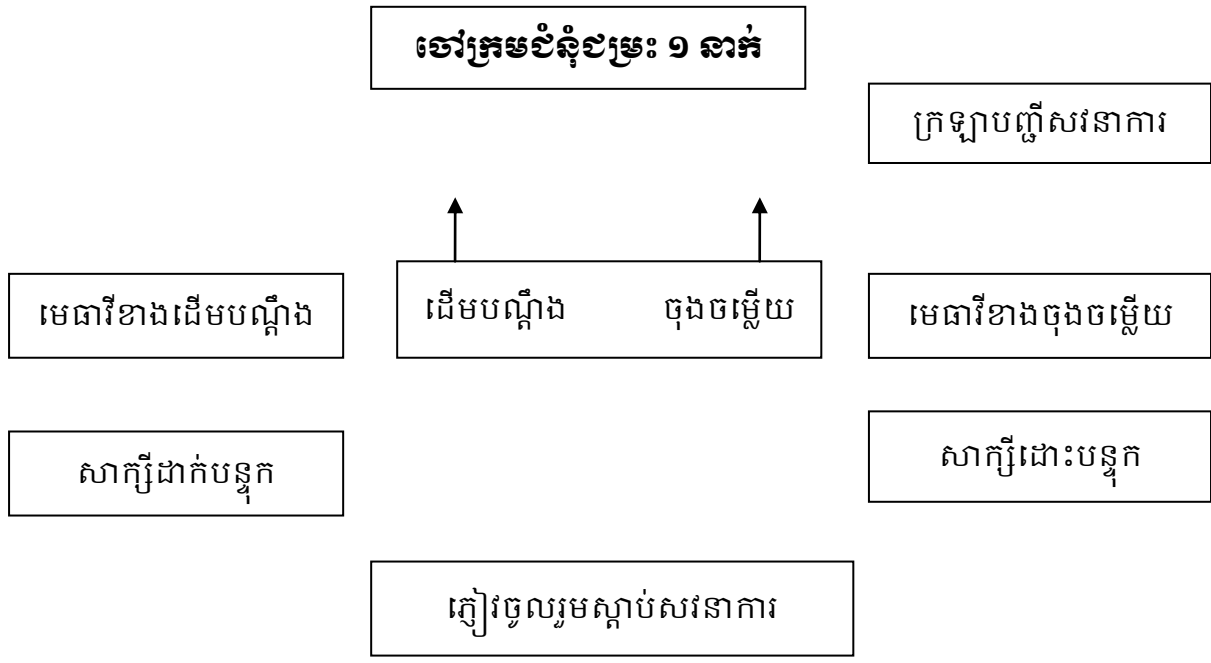 ចៅក្រមជំនុំជម្រះ ១ នាក់
ក្រឡាបញ្ជីសវនាការ
មេធាវីខាងដើមបណ្តឹង
ដើមបណ្តឹង ចុងចម្លើយ
មេធាវីខាងចុងចម្លើយ
សាក្សីដាក់បន្ទុក
សាក្សីដោះបន្ទុក
ភ្ញៀវចូលរួមស្តាប់សវនាការ